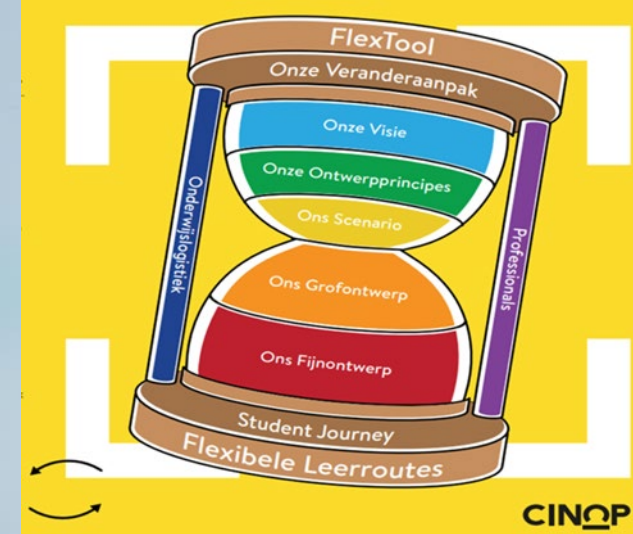 FlexTool
Onze Veranderaanpak
Onze Visie
Onze Ontwerpprincipes
Ons Scenario
Onderwijslogistiek
Professionals
Ons Grofontwerp
Ons Fijnontwerp
Student Journey
Flexibele Leerroutes
CINOP